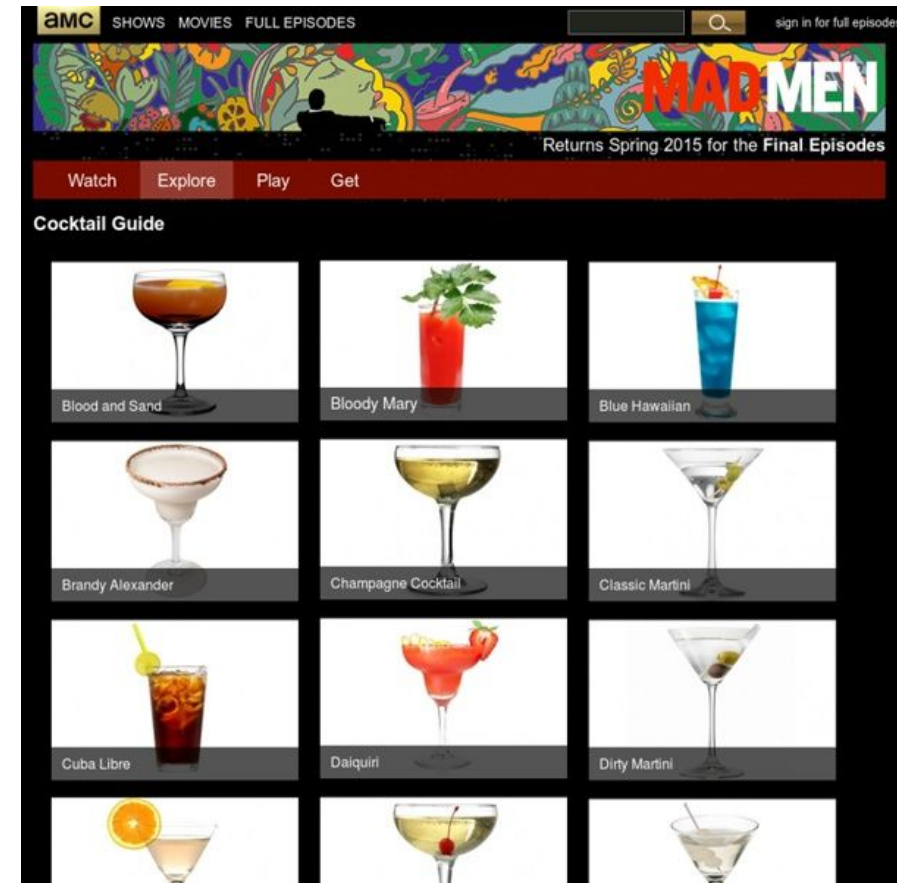 amc SHOWS MOVIES FULL EPISODES sign in for full episodes
MAD MEN
Returns Spring 2015 for the Final Episodes
Watch Explore Play Get
Cocktail Guide
Blood and Sand Bloody Mary Blue Hawaiian
Brandy Alexander Champagne Cocktail Classic Martini
Cuba Libre Daiquiri Dirty Martini